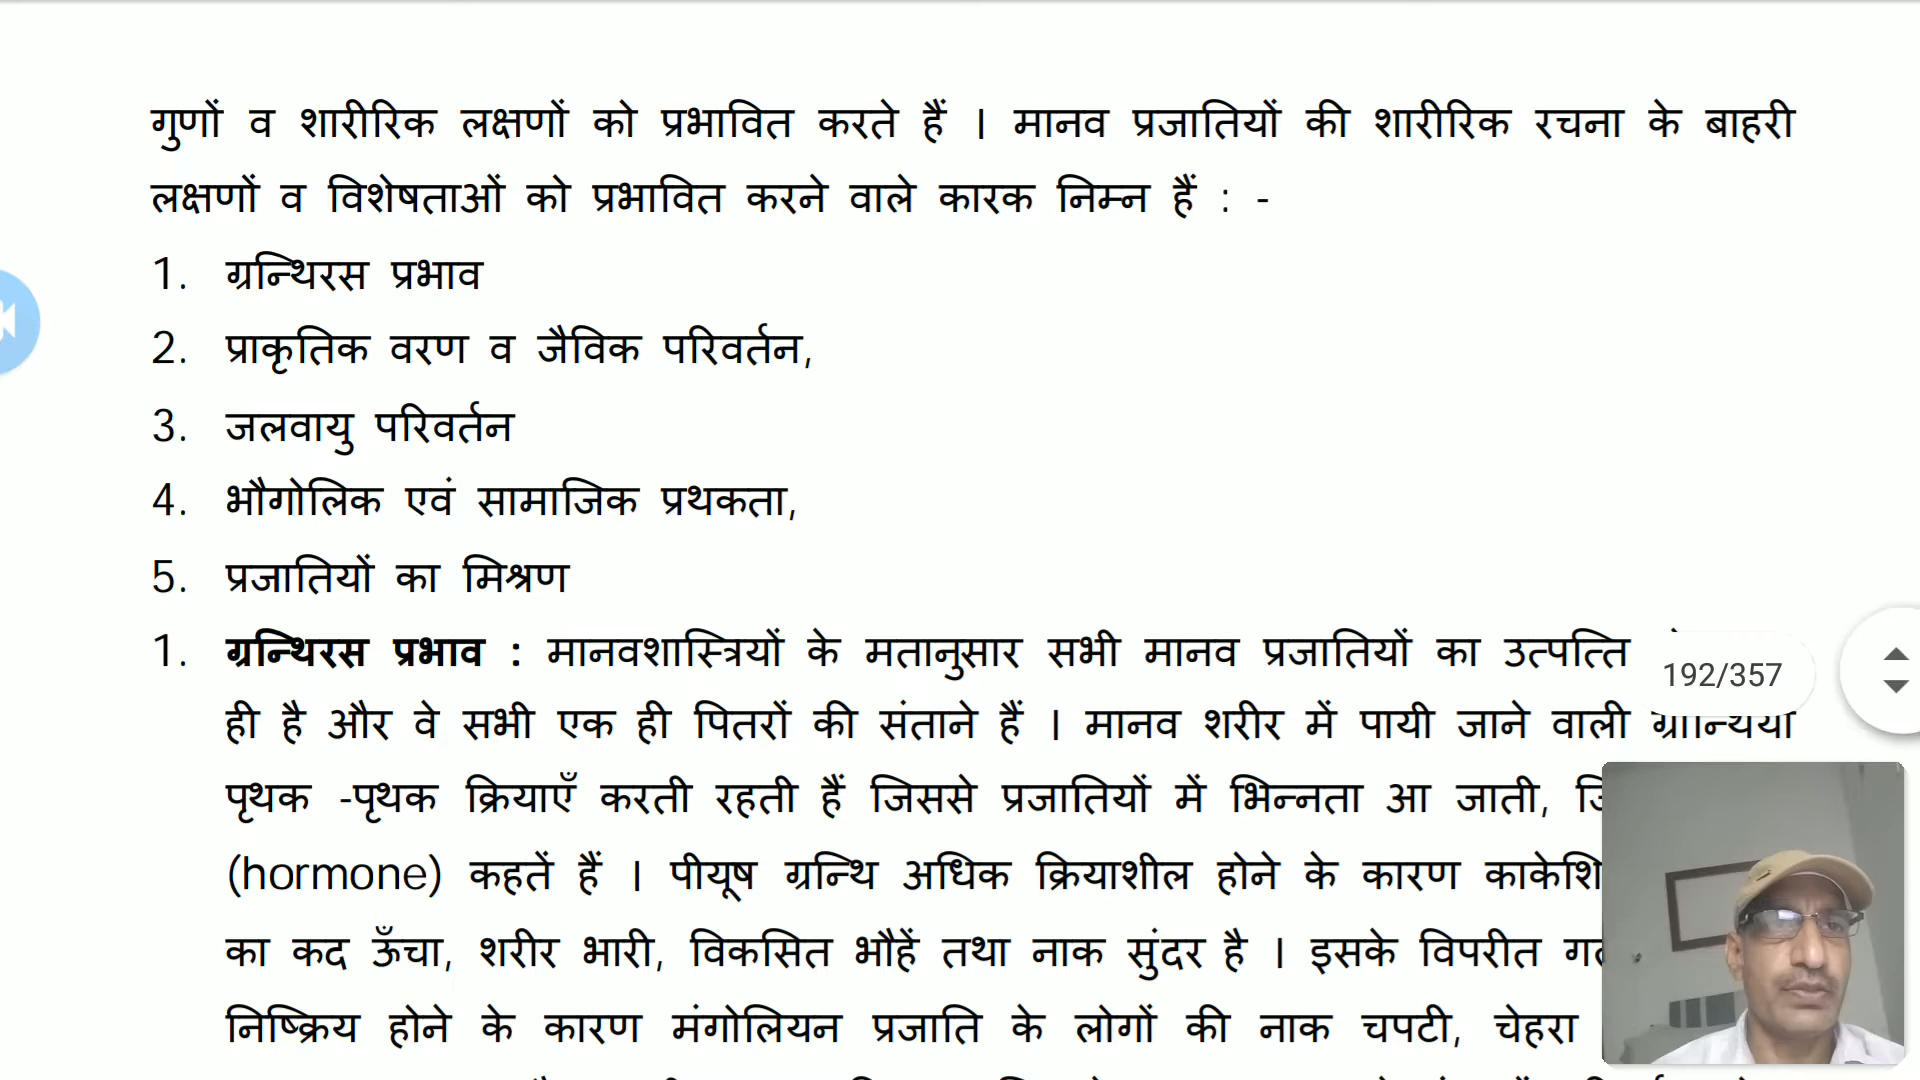 गुणों व शारीरिक लक्षणों को प्रभावित करते हैं । मानव प्रजातियों की शारीरिक रचना के बाहरी
लक्षणों व विशेषताओं को प्रभावित करने वाले कारक निम्न हैं : -
1. ग्रन्थिरस प्रभाव
2. प्राकृतिक वरण व जैविक परिवर्तन,
3. जलवायु परिवर्तन
4. भौगोलिक एवं सामाजिक प्रथकता,
5. प्रजातियों का मिश्रण
1. ग्रन्थिरस प्रभाव : मानवशास्त्रियों के मतानुसार सभी मानव प्रजातियों का उत्पत्ति
192/357
ही है और वे सभी एक ही पितरों की संताने हैं । मानव शरीर में पायी जाने वाली ग्रन्थियाँ
पृथक -पृथक क्रियाएँ करती रहती हैं जिससे प्रजातियों में भिन्नता आ जाती,
(hormone) कहतें हैं । पीयूष ग्रन्थि अधिक क्रियाशील होने के कारण
का कद ऊँचा, शरीर भारी, विकसित भौहें तथा नाक सुंदर है । इसके विपरीत
निष्क्रिय होने के कारण मंगोलियन प्रजाति के लोगों की नाक चपटी, चेहरा